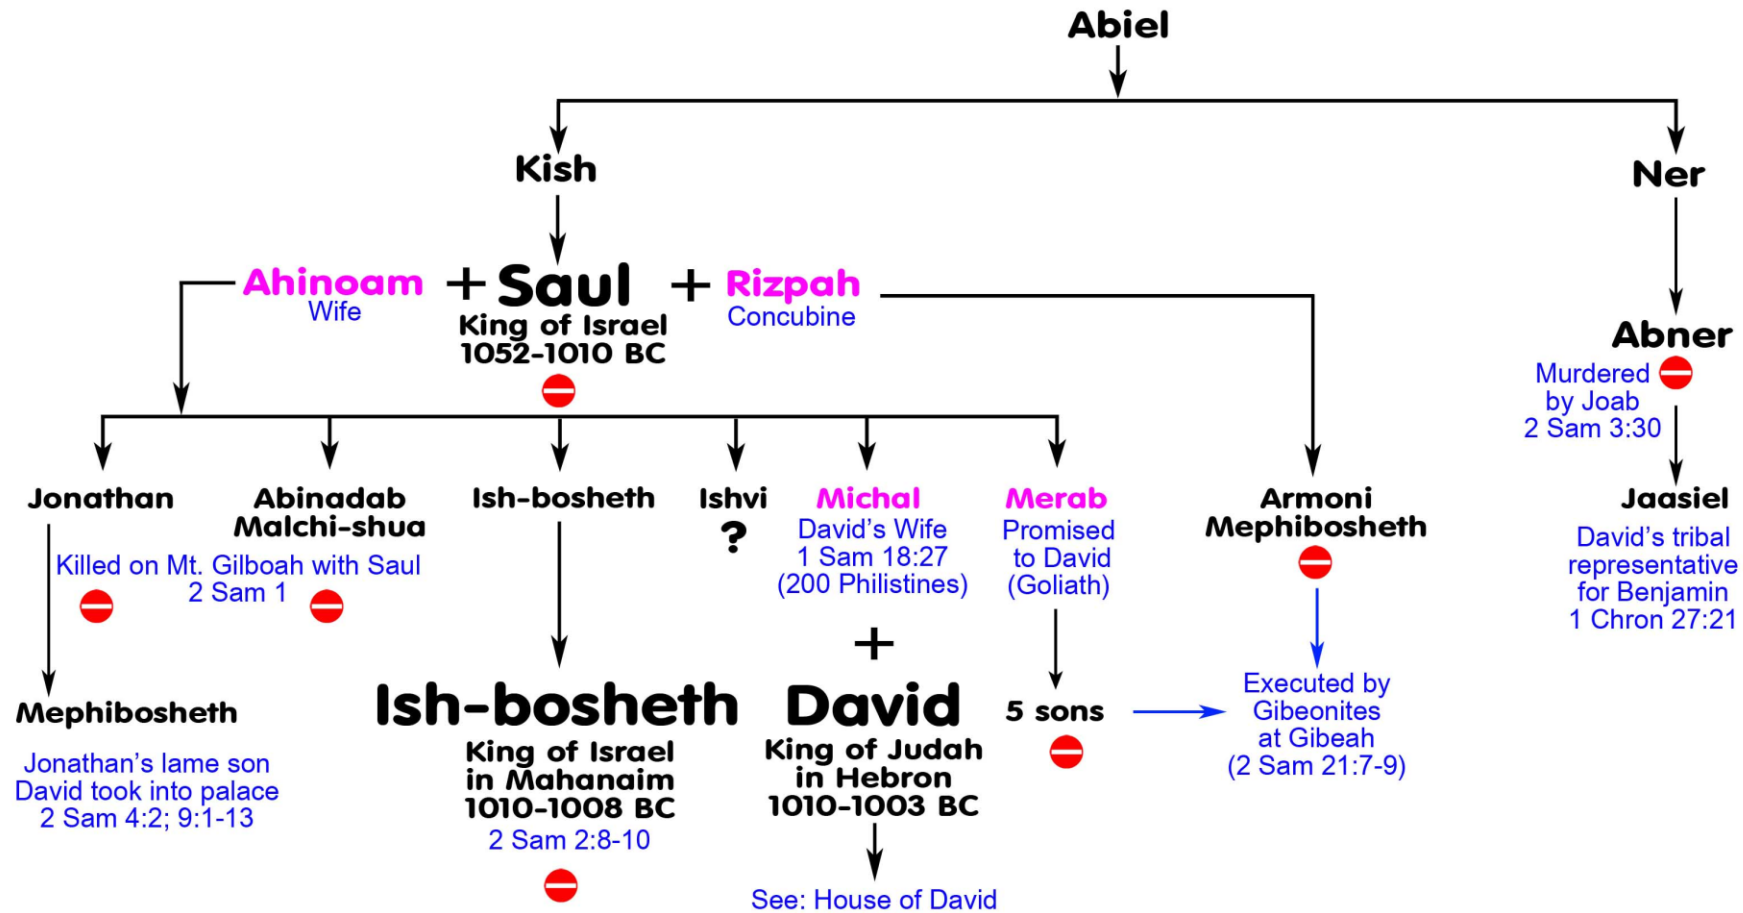 Abiel
Kish
Ner
Ahinoam + Saul + Rizpah
Wife
Concubine
King of Israel
1052-1010 BC
Abner
Murdered
by Joab
2 Sam 3:30
Jonathan
Abinadab
Malchi-shua
Killed on Mt. Gilboah with Saul
2 Sam 1
Ish-bosheth
Ishvi
?
Michal
David's Wife
1 Sam 18:27
(200 Philistines)
Merab
Promised
to David
(Goliath)
Armoni
Mephibosheth
Jaasiel
David's tribal
representative
for Benjamin
1 Chron 27:21
Mephibosheth
Jonathan's lame son
David took into palace
2 Sam 4:2; 9:1-13
Ish-bosheth
King of Israel
in Mahanaim
1010-1008 BC
2 Sam 2:8-10
+
David
King of Judah
in Hebron
1010-1003 BC
See: House of David
5 sons
Executed by
Gibeonites
at Gibeah
(2 Sam 21:7-9)